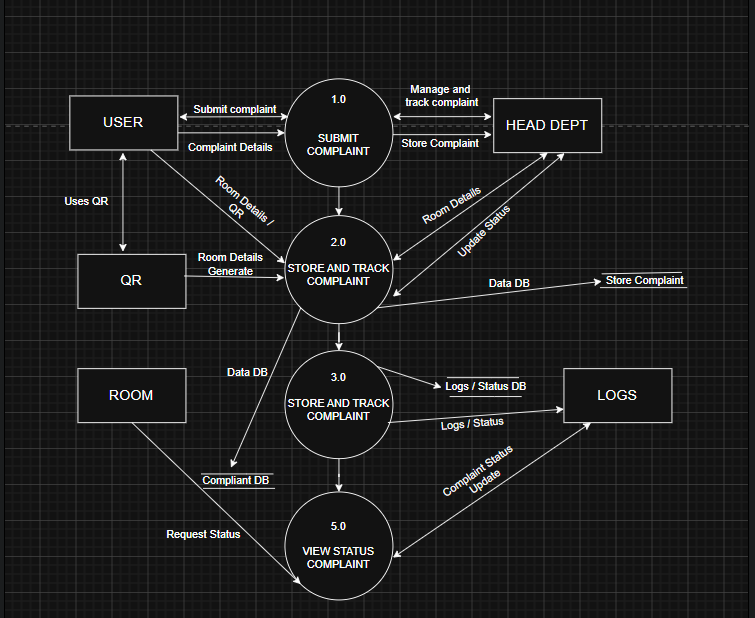 1.0
Manage and
track complaint
Submit complaint
USER
HEAD DEPT
SUBMIT
COMPLAINT
Complaint Details
Store Complaint
Uses QR
Room Details /
QR
Room Details
Update Status
2.0
Room Details
Generate
STORE AND TRACK
COMPLAINT
QR
Data DB
Store Complaint
Data DB
3.0
Logs / Status DB
ROOM
STORE AND TRACK
COMPLAINT
LOGS
Logs / Status
Compliant DB
Complaint Status
Update
5.0
Request Status
VIEW STATUS
COMPLAINT